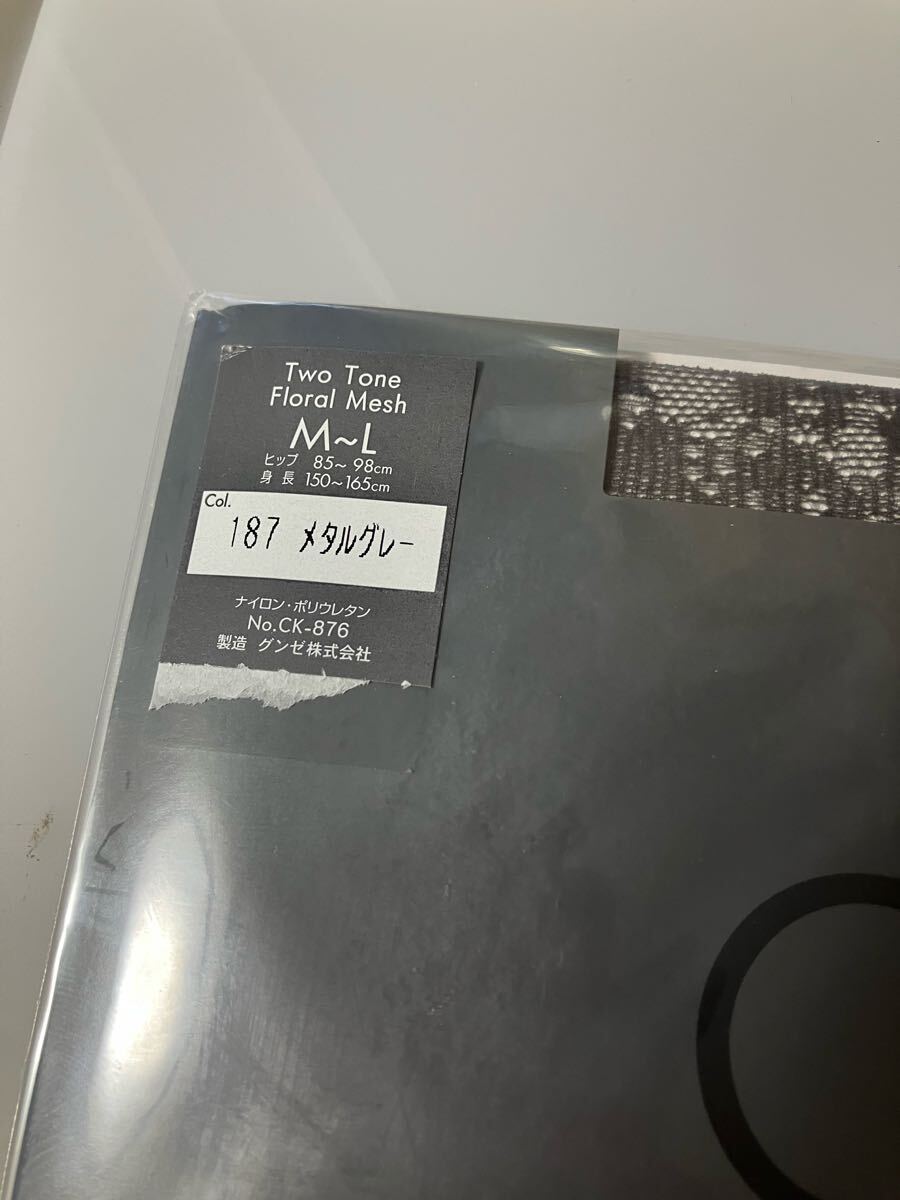 Two Tone
Floral Mesh
M~L
ヒップ 85~98cm
身長 150~165cm
Col.
187 メタルグレー
ナイロン・ポリウレタン
No.CK-876
製造 グンゼ株式会社